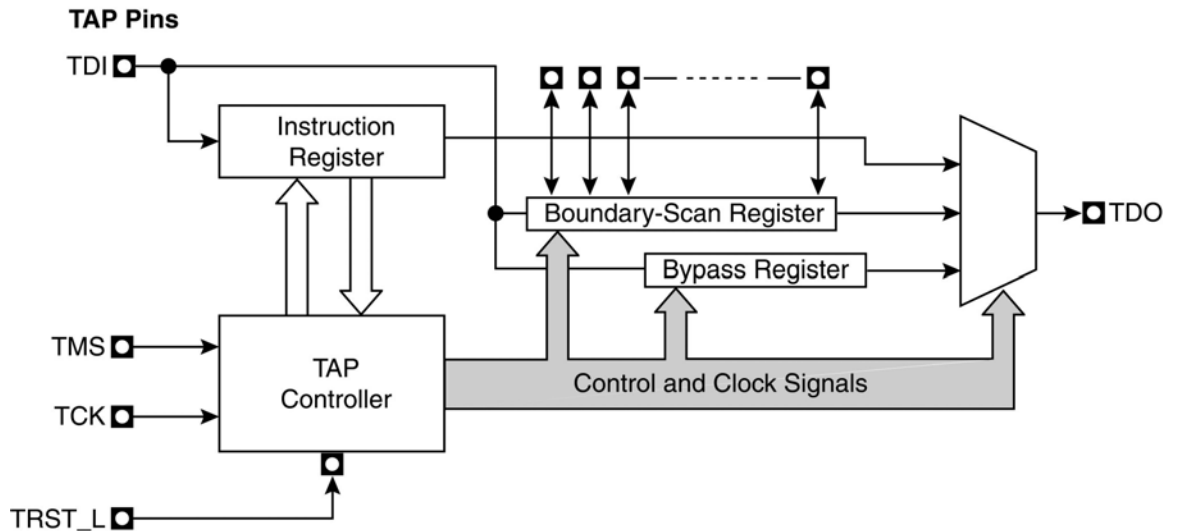 TAP Pins
TDI
Instruction
Register
Boundary-Scan Register
TDO
Bypass Register
TMS
TAP
Controller
Control and Clock Signals
TCK
TRST_L